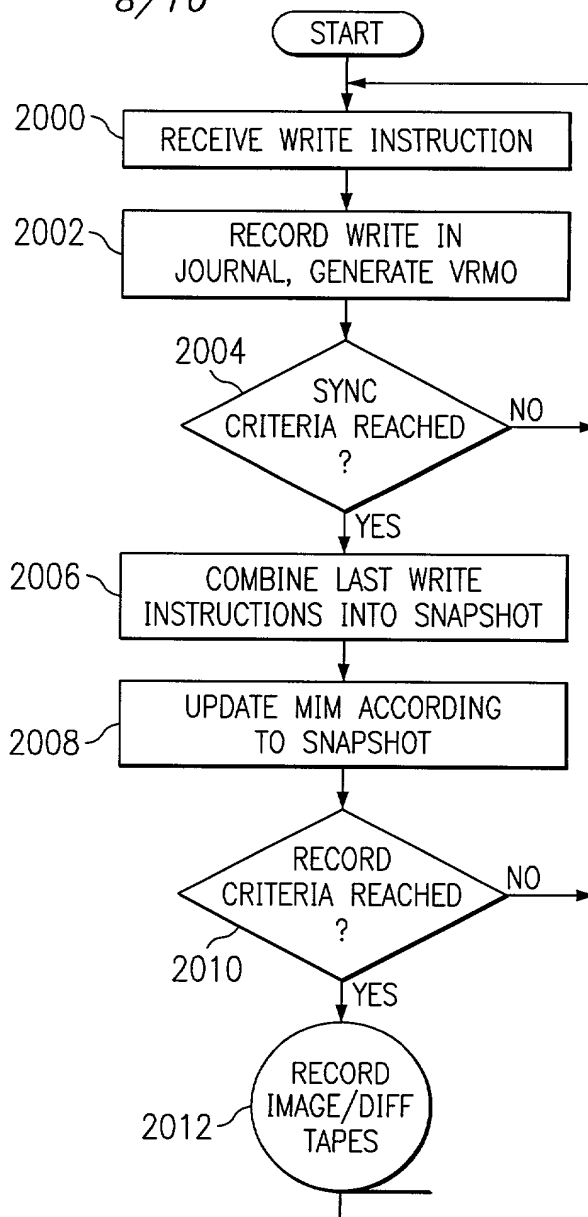 8/10
START
2000
RECEIVE WRITE INSTRUCTION
2002
RECORD WRITE IN
JOURNAL, GENERATE VRMO
2004
SYNC
CRITERIA REACHED
?
NO
YES
2006
COMBINE LAST WRITE
INSTRUCTIONS INTO SNAPSHOT
UPDATE MIM ACCORDING
TO SNAPSHOT
2008
RECORD
CRITERIA REACHED
?
NO
2010
YES
RECORD
IMAGE/DIFF
TAPES
2012